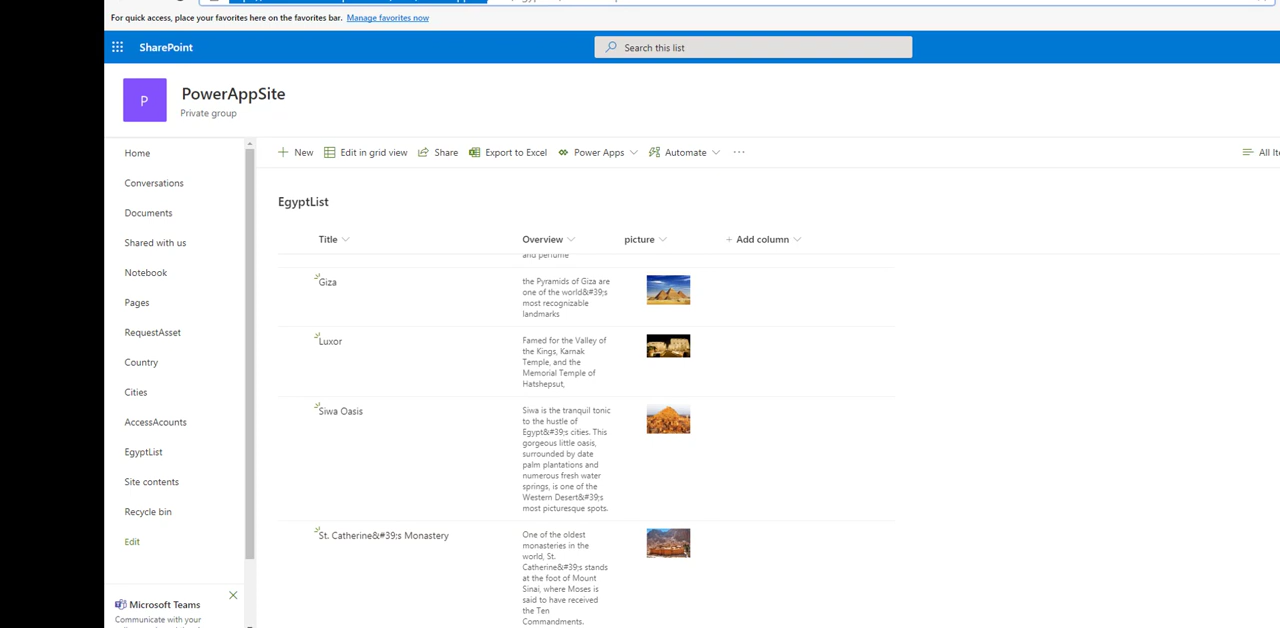 For quick access, place your favorites here on the favorites bar. Manage favorites now
SharePoint
Search this list
P
PowerAppSite
Private group
Home
Conversations
Documents
Shared with us
Notebook
Pages
RequestAsset
Country
Cities
AccessAcounts
EgyptList
Site contents
Recycle bin
Edit
Microsoft Teams
Communicate with your
New Edit in grid view Share Export to Excel Power Apps Automate ...
All Ite
EgyptList
Title Overview picture + Add column
and perfume
Giza
the Pyramids of Giza are
one of the world&#39;s
most recognizable
landmarks
Luxor
Famed for the Valley of
the Kings, Karnak
Temple, and the
Memorial Temple of
Hatshepsut,
Siwa Oasis
Siwa is the tranquil tonic
to the hustle of
Egypt&#39;s cities. This
gorgeous little oasis,
surrounded by date
palm plantations and
numerous fresh water
springs, is one of the
Western Desert&#39;s
most picturesque spots.
St. Catherine&#39;s Monastery
One of the oldest
monasteries in the
world, St.
Catherine&#39;s stands
at the foot of Mount
Sinai, where Moses is
said to have received
the Ten
Commandments.